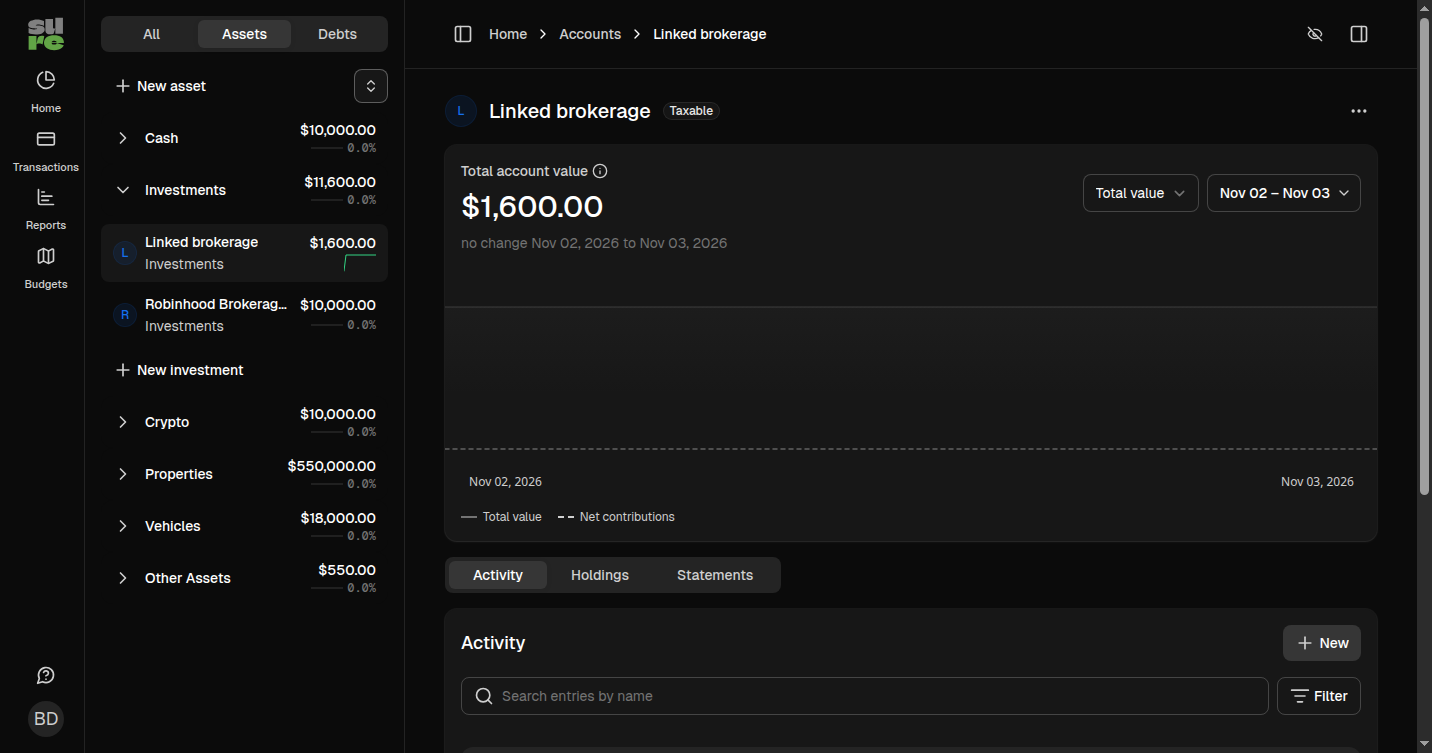 sure
Home
Transactions
Reports
Budgets
BD
All Assets Debts
New asset
Cash $10,000.00
0.0%
Investments $11,600.00
0.0%
L Linked brokerage $1,600.00
Investments
R Robinhood Brokerag... $10,000.00
Investments 0.0%
New investment
Crypto $10,000.00
0.0%
Properties $550,000.00
0.0%
Vehicles $18,000.00
0.0%
Other Assets $550.00
0.0%
Home > Accounts > Linked brokerage
L Linked brokerage Taxable
Total account value
$1,600.00
no change Nov 02, 2026 to Nov 03, 2026
Total value Nov 02 – Nov 03
Nov 02, 2026 Nov 03, 2026
Total value Net contributions
Activity Holdings Statements
Activity New
Search entries by name Filter